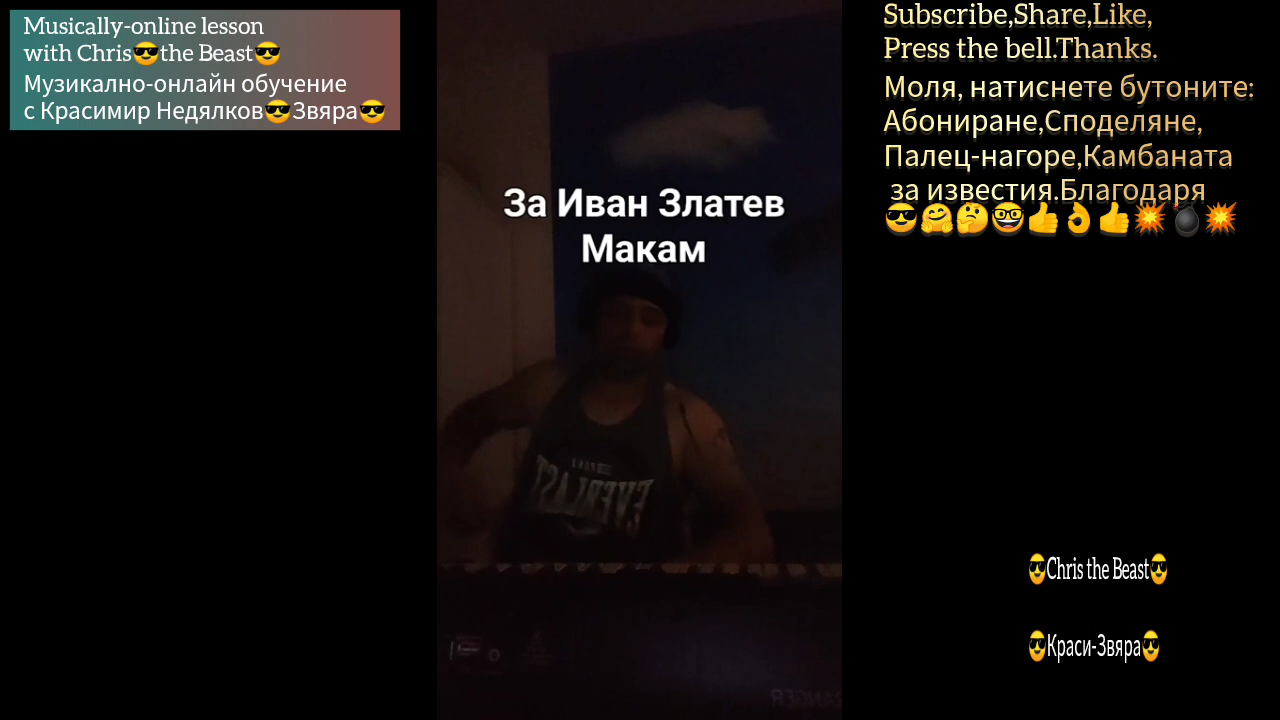 Musically-online lesson
with Chris😎the Beast😎
Музикално-онлайн обучение
с Красимир Недялков😎Звяра😎
Subscribe,Share,Like,
Press the bell.Thanks.
Моля, натиснете бутоните:
Абониране,Споделяне,
Палец-нагоре,Камбаната
за известия.Благодаря
😎🤗🤔🤓👍👌👍💥💣💥
За Иван Златев
Макам
EVERLAST
😎Chris the Beast😎
😎Краси-Звяра😎